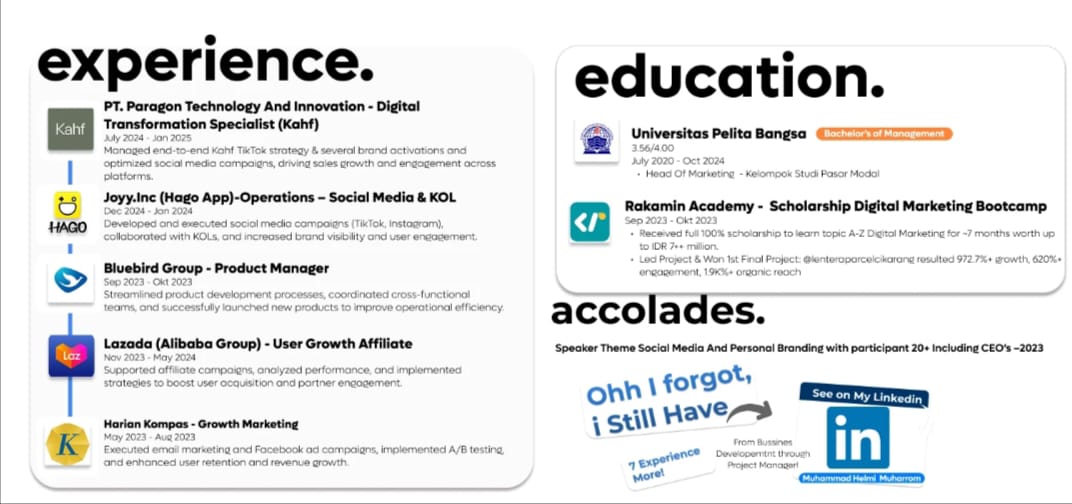 experience.
Kahf
PT. Paragon Technology And Innovation - Digital
Transformation Specialist (Kahf)
July 2024 - Jan 2025
Managed end-to-end Kahf TikTok strategy & several brand activations and
optimized social media campaigns, driving sales growth and engagement across
platforms.
HAGO
Joyy.Inc (Hago App)-Operations – Social Media & KOL
Dec 2024 - Jan 2024
Developed and executed social media campaigns (TikTok, Instagram),
collaborated with KOLs, and increased brand visibility and user engagement.
Bluebird Group - Product Manager
Sep 2023 - Okt 2023
Streamlined product development processes, coordinated cross-functional
teams, and successfully launched new products to improve operational efficiency.
Laz
Lazada (Alibaba Group) - User Growth Affiliate
Nov 2023 - May 2024
Supported affiliate campaigns, analyzed performance, and implemented
strategies to boost user acquisition and partner engagement.
K
Harian Kompas - Growth Marketing
May 2023 - Aug 2023
Executed email marketing and Facebook ad campaigns, implemented A/B testing,
and enhanced user retention and revenue growth.
education.
Universitas Pelita Bangsa Bachelor's of Management
3.56/4.00
July 2020 - Oct 2024
• Head Of Marketing - Kelompok Studi Pasar Modal
Rakamin Academy - Scholarship Digital Marketing Bootcamp
Sep 2023 - Okt 2023
• Received full 100% scholarship to learn topic A-Z Digital Marketing for ~7 months worth up
to IDR 7++ million.
• Led Project & Won 1st Final Project: @lenteraparcelcikarang resulted 972.7%+ growth, 620%+
engagement, 1.9K%+ organic reach
accolades.
Speaker Theme Social Media And Personal Branding with participant 20+ Including CEO's –2023
Ohh I forgot,
i Still Have
7 Experience
More!
From Bussines
Developemtnt through
Project Manager!
See on My Linkedin
in
Muhammad Helmi Muharrom